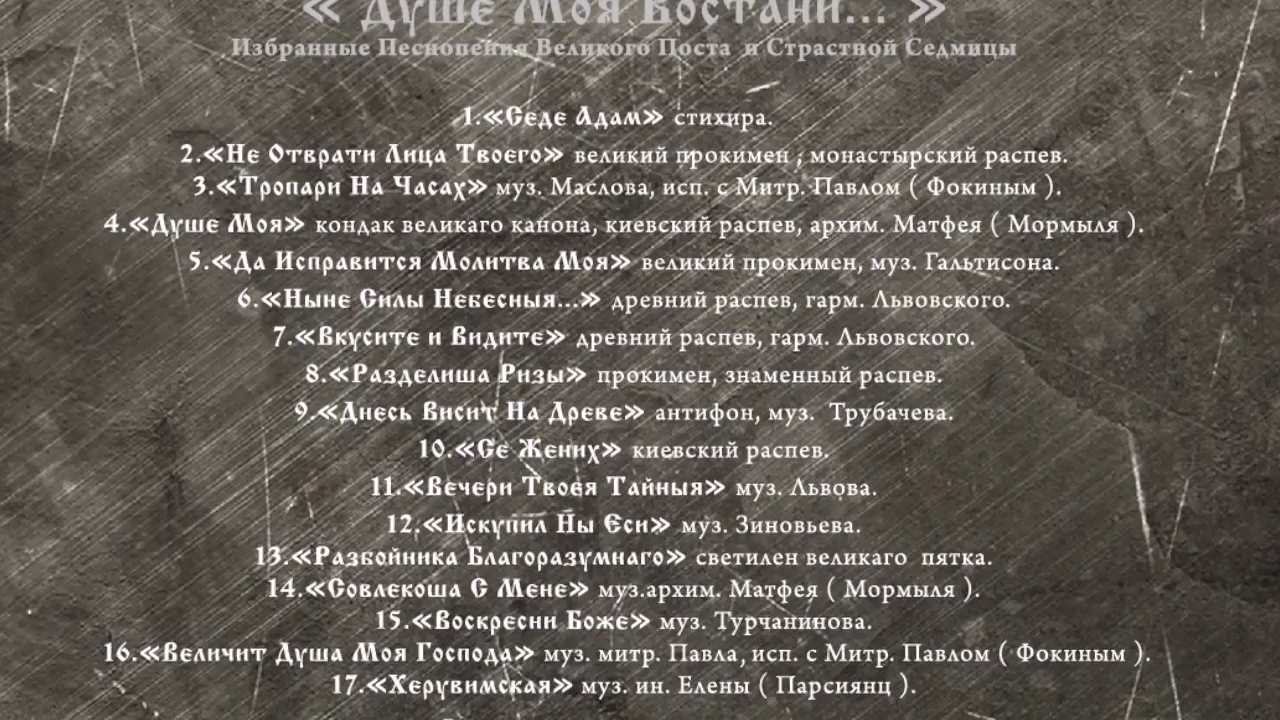 « Душе Моя Востани... »
Избранные Песнопения Великого Поста и Страстной Седмицы
1.«Седе Адам» стихира.
2.«Не Отврати Лица Твоего» великий прокимен , монастырский распев.
3.«Тропари На Часах» муз. Маслова, исп. с Митр. Павлом ( Фокиным ).
4.«Душе Моя» кондак великаго канона, киевский распев, архим. Матфея ( Мормыля ).
5.«Да Исправится Молитва Моя» великий прокимен, муз. Гальтисона.
6.«Ныне Силы Небесныя...» древний распев, гарм. Львовского.
7.«Вкусите и Видите» древний распев, гарм. Львовского.
8.«Разделиша Ризы» прокимен, знаменный распев.
9.«Днесь Висит На Древе» антифон, муз. Трубачева.
10.«Се Жених» киевский распев.
11.«Вечери Твоея Тайныя» муз. Львова.
12.«Искупил Ны Еси» муз. Зиновьева.
13.«Разбойника Благоразумнаго» светилен великаго пятка.
14.«Совлекоша С Мене» муз.архим. Матфея ( Мормыля ).
15.«Воскресни Боже» муз. Турчанинова.
16.«Величит Душа Моя Господа» муз. митр. Павла, исп. с Митр. Павлом ( Фокиным ).
17.«Херувимская» муз. ин. Елены ( Парсиянц ).